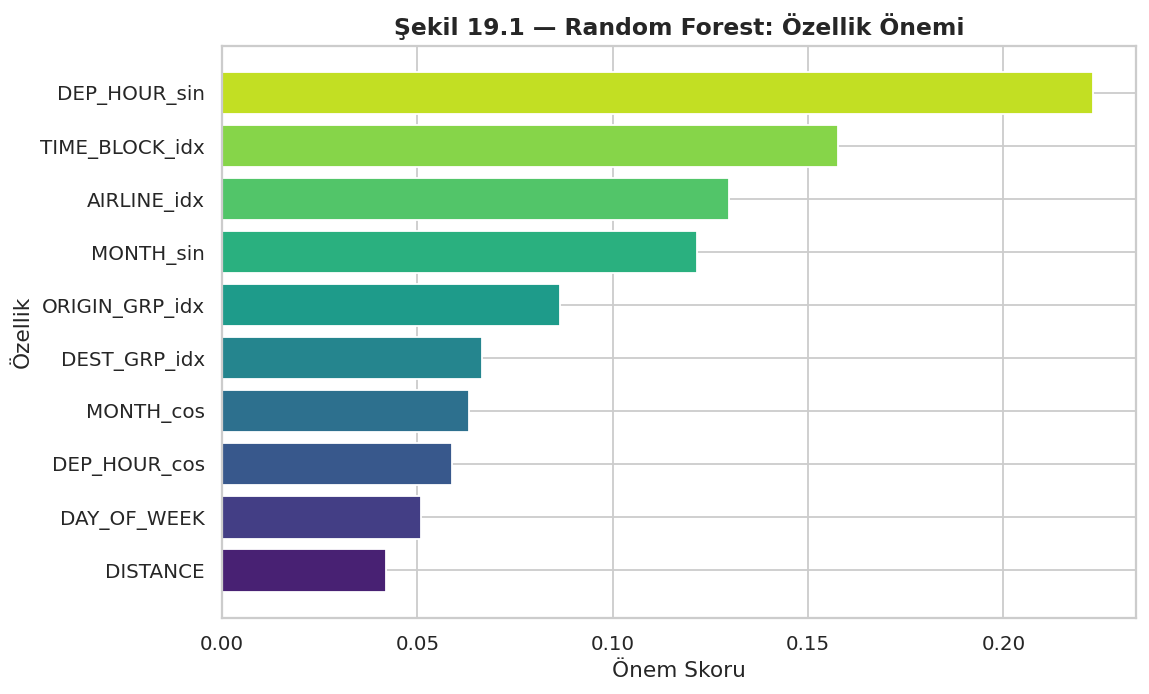 Şekil 19.1 — Random Forest: Özellik Önemi
Özellik
DEP_HOUR_sin
TIME_BLOCK_idx
AIRLINE_idx
MONTH_sin
ORIGIN_GRP_idx
DEST_GRP_idx
MONTH_cos
DEP_HOUR_cos
DAY_OF_WEEK
DISTANCE
0.00 0.05 0.10 0.15 0.20
Önem Skoru